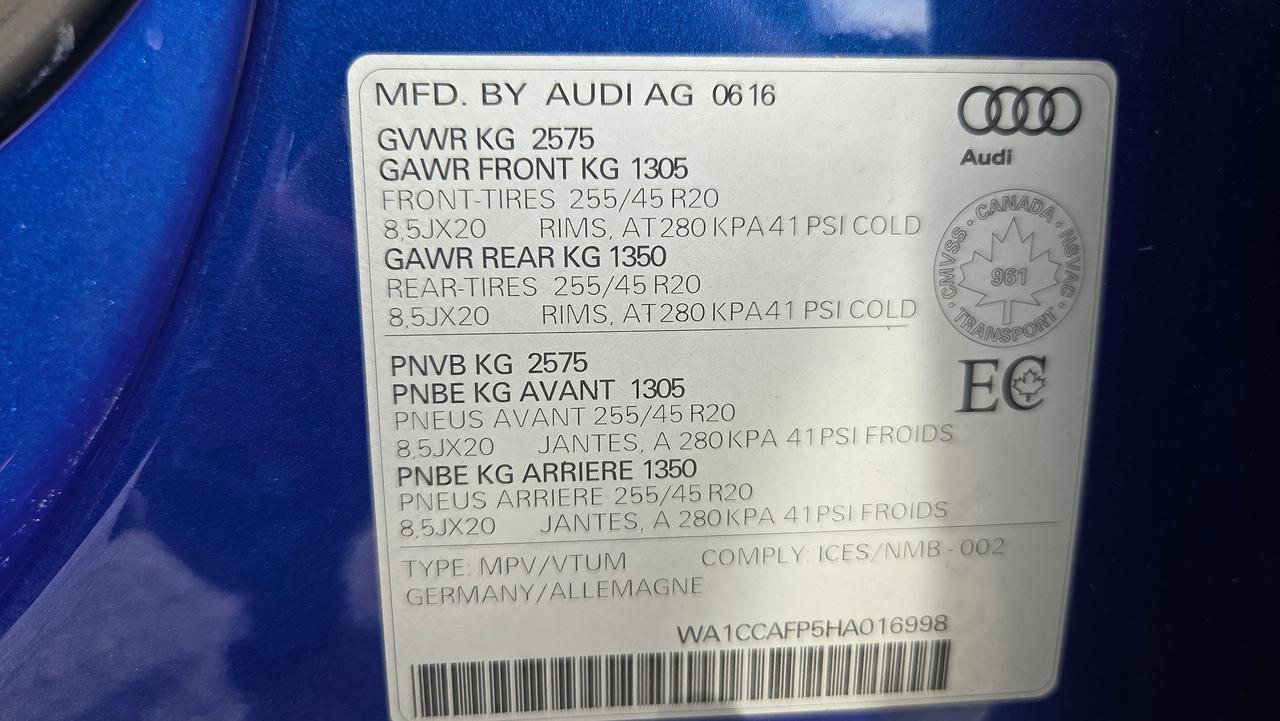 MFD. BY AUDI AG 0616
GVWR KG 2575
GAWR FRONT KG 1305
FRONT-TIRES 255/45 R20
8,5JX20 RIMS, AT 280 KPA 41 PSI COLD
GAWR REAR KG 1350
REAR-TIRES 255/45 R20
8,5JX20 RIMS, AT 280 KPA 41 PSI COLD
Audi
CMVSS · CANADA · NSVAC · TRANSPORT ·
961
EC
PNVB KG 2575
PNBE KG AVANT 1305
PNEUS AVANT 255/45 R20
8,5JX20 JANTES, A 280 KPA 41 PSI FROIDS
PNBE KG ARRIERE 1350
PNEUS ARRIERE 255/45 R20
8,5JX20 JANTES, A 280 KPA 41 PSI FROIDS
TYPE: MPV/VTUM COMPLY: ICES/NMB - 002
GERMANY/ALLEMAGNE
WA1CCAFP5HA016998